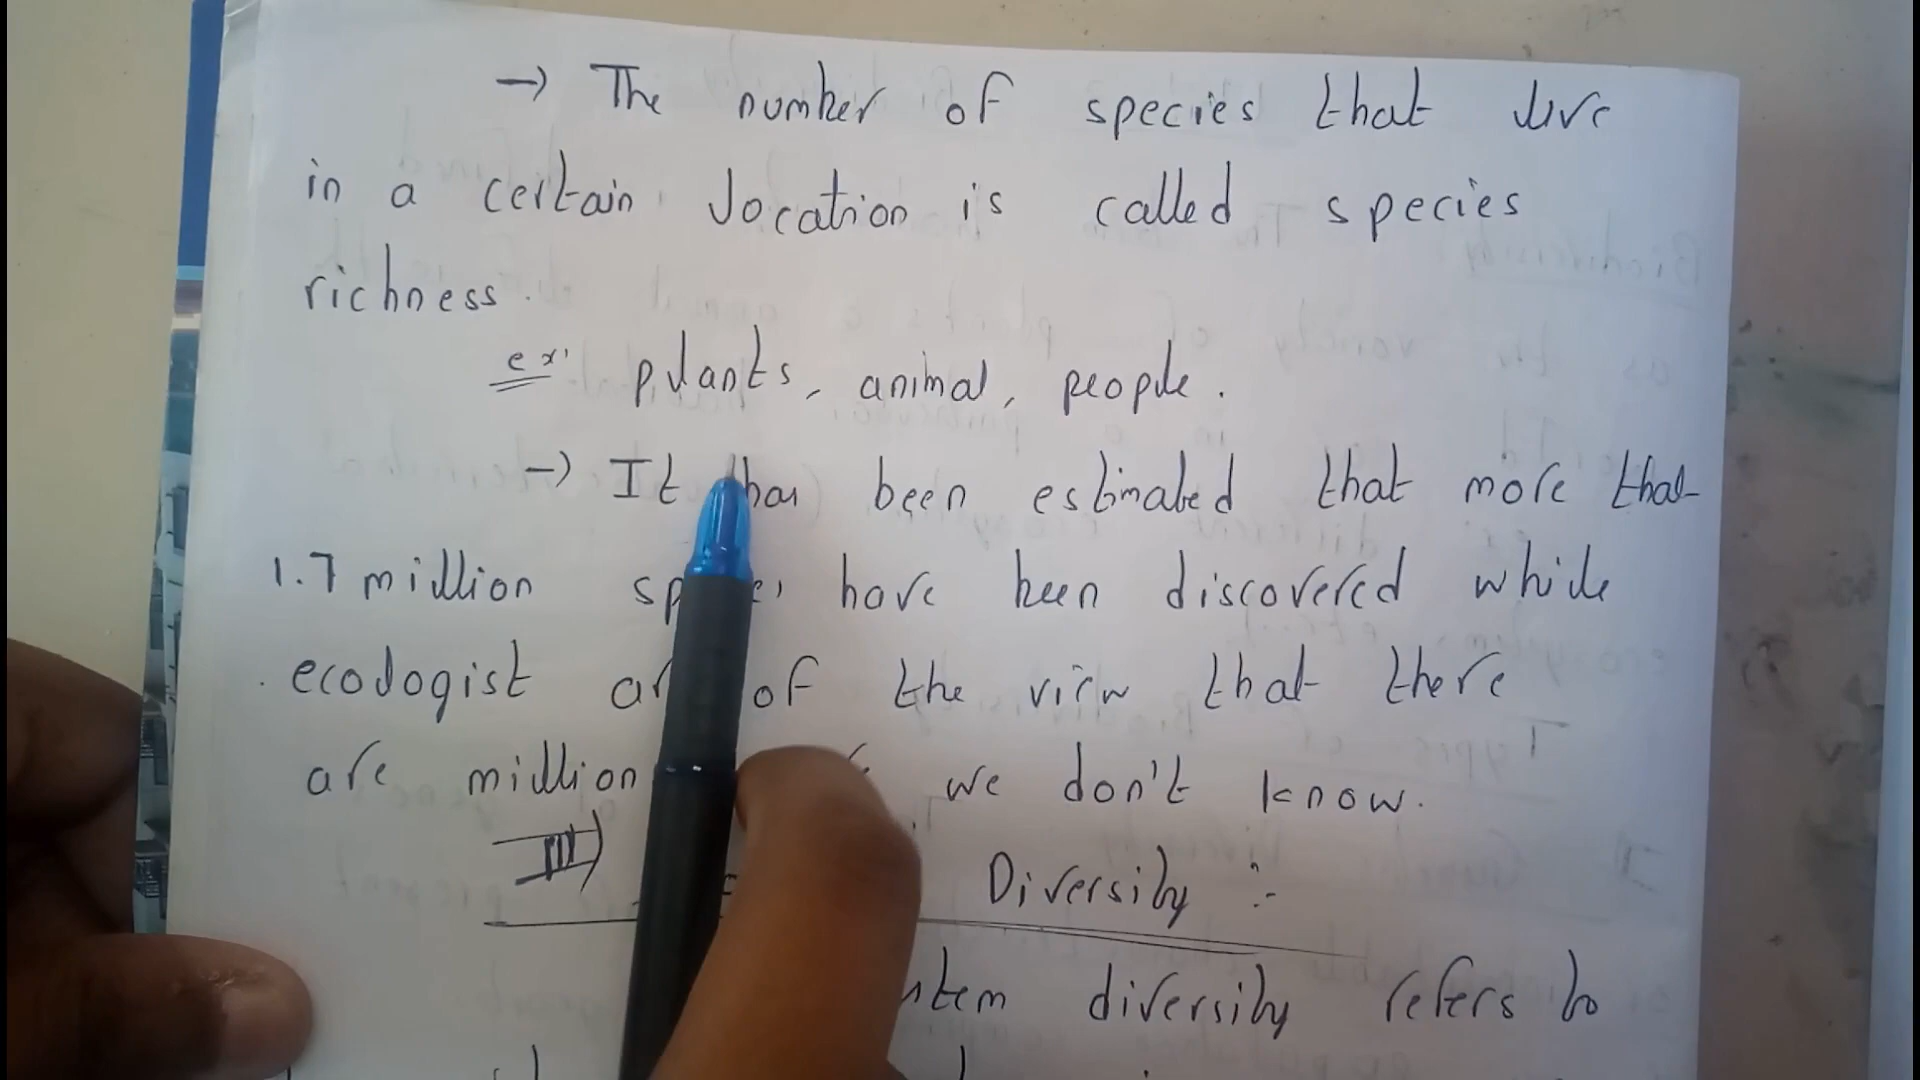 → The number of species that live
in a certain location is called species
richness.
ex: plants, animal, people.
→ It has been estimated that more that
1.7 million have been discovered while
ecologist of the view that there
are million we don't know.
III) Diversity :-
diversity refers to